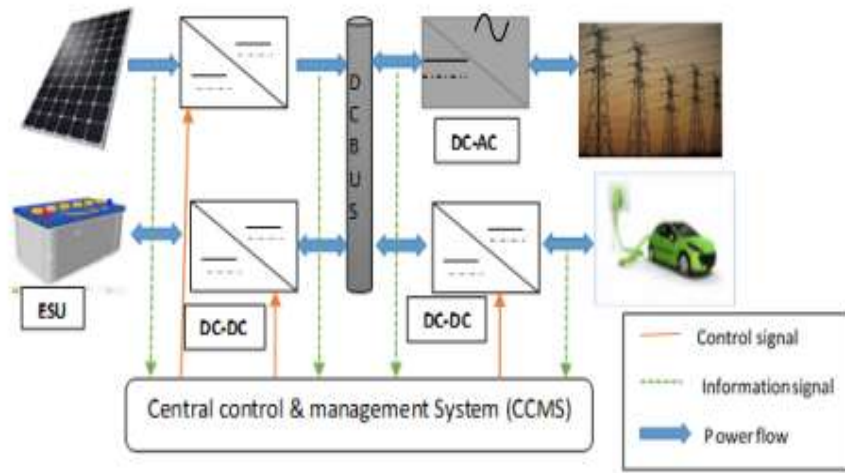 D
C
B
U
S
DC-AC
ESU
DC-DC
DC-DC
Control signal
Information signal
Power flow
Central control & management System (CCMS)